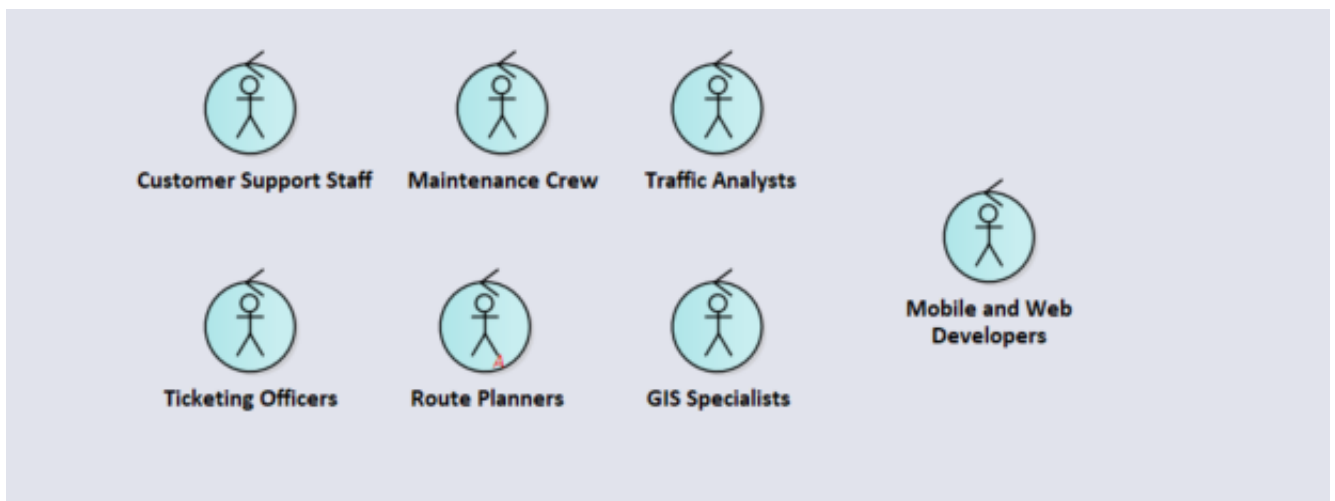 Customer Support Staff
Maintenance Crew
Traffic Analysts
Mobile and Web
Developers
Ticketing Officers
A
Route Planners
GIS Specialists